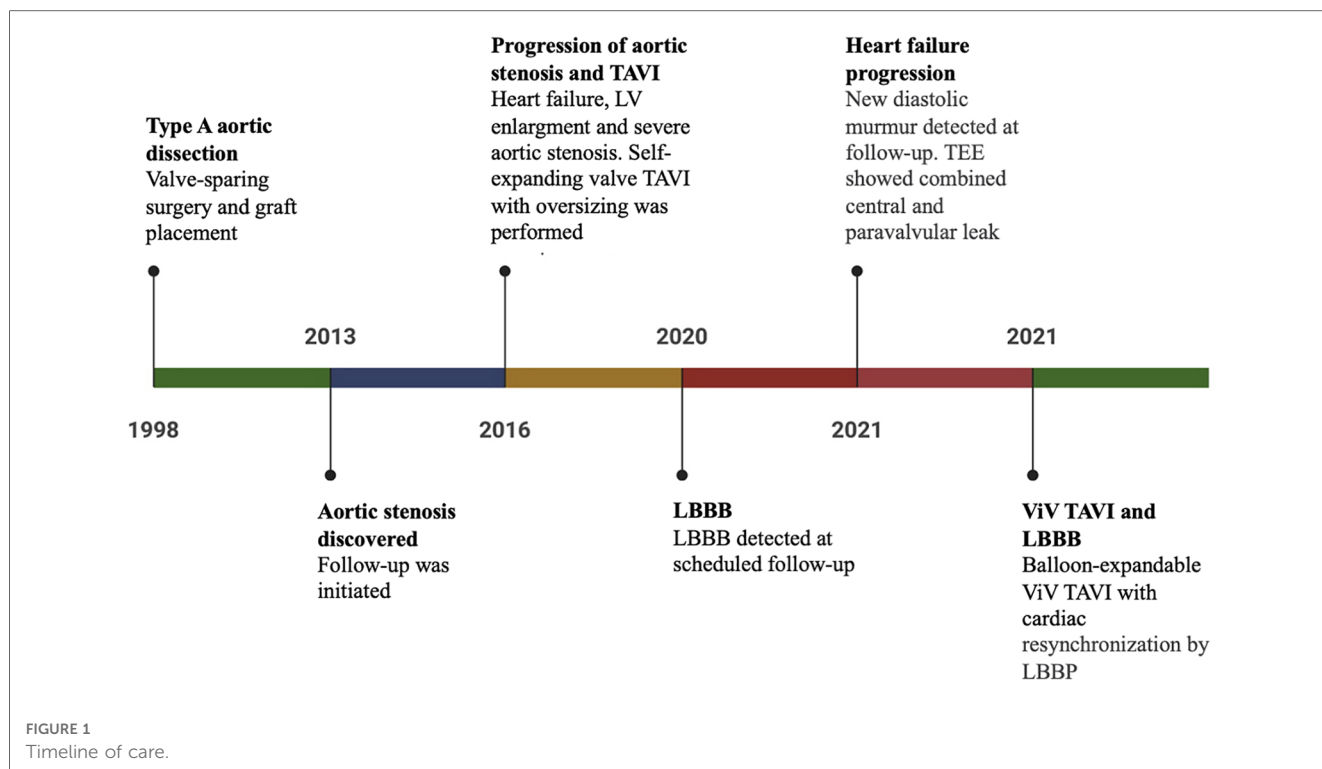 Type A aortic
dissection
Valve-sparing
surgery and graft
placement
Progression of aortic
stenosis and TAVI
Heart failure, LV
enlargment and severe
aortic stenosis. Self-
expanding valve TAVI
with oversizing was
performed
Heart failure
progression
New diastolic
murmur detected at
follow-up. TEE
showed combined
central and
paravalvular leak
2013
2020
2021
1998
2016
2021
Aortic stenosis
discovered
Follow-up was
initiated
LBBB
LBBB detected at
scheduled follow-up
ViV TAVI and
LBBB
Balloon-expandable
ViV TAVI with
cardiac
resynchronization by
LBBP
FIGURE 1
Timeline of care.